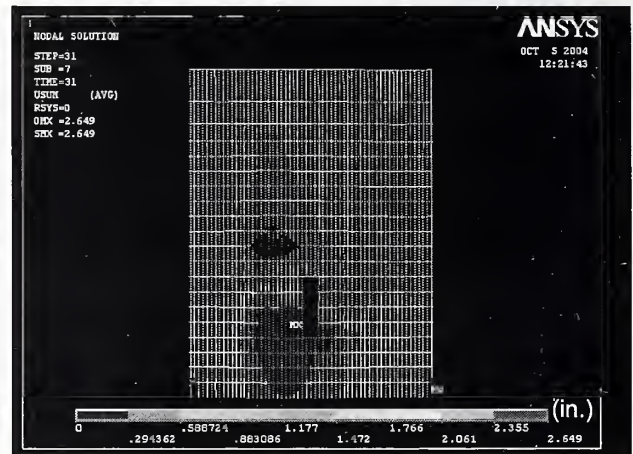 1
ANSYS
NODAL SOLUTION
OCT 5 2004
12:21:43
STEP=31
SUB =7
TIME=31
USUM (AVG)
RSYS=0
DMX =2.649
SMX =2.649
MX
MN
(in.)
0 .588724 1.177 1.766 2.355
.294362 .883086 1.472 2.061 2.649